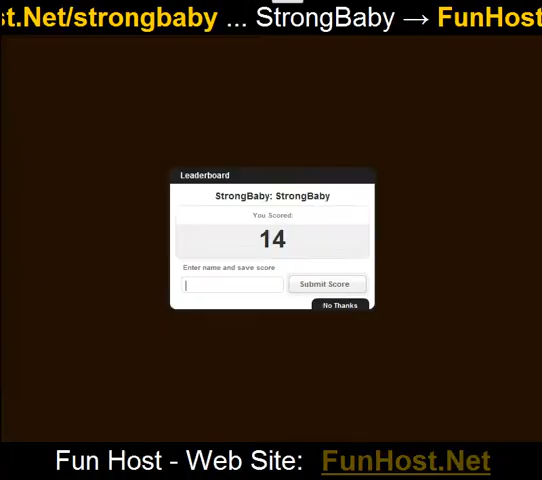 st.Net/strongbaby ... StrongBaby → FunHost
Leaderboard
StrongBaby: StrongBaby
You Scored:
14
Enter name and save score
Submit Score
No Thanks
Fun Host - Web Site: FunHost.Net